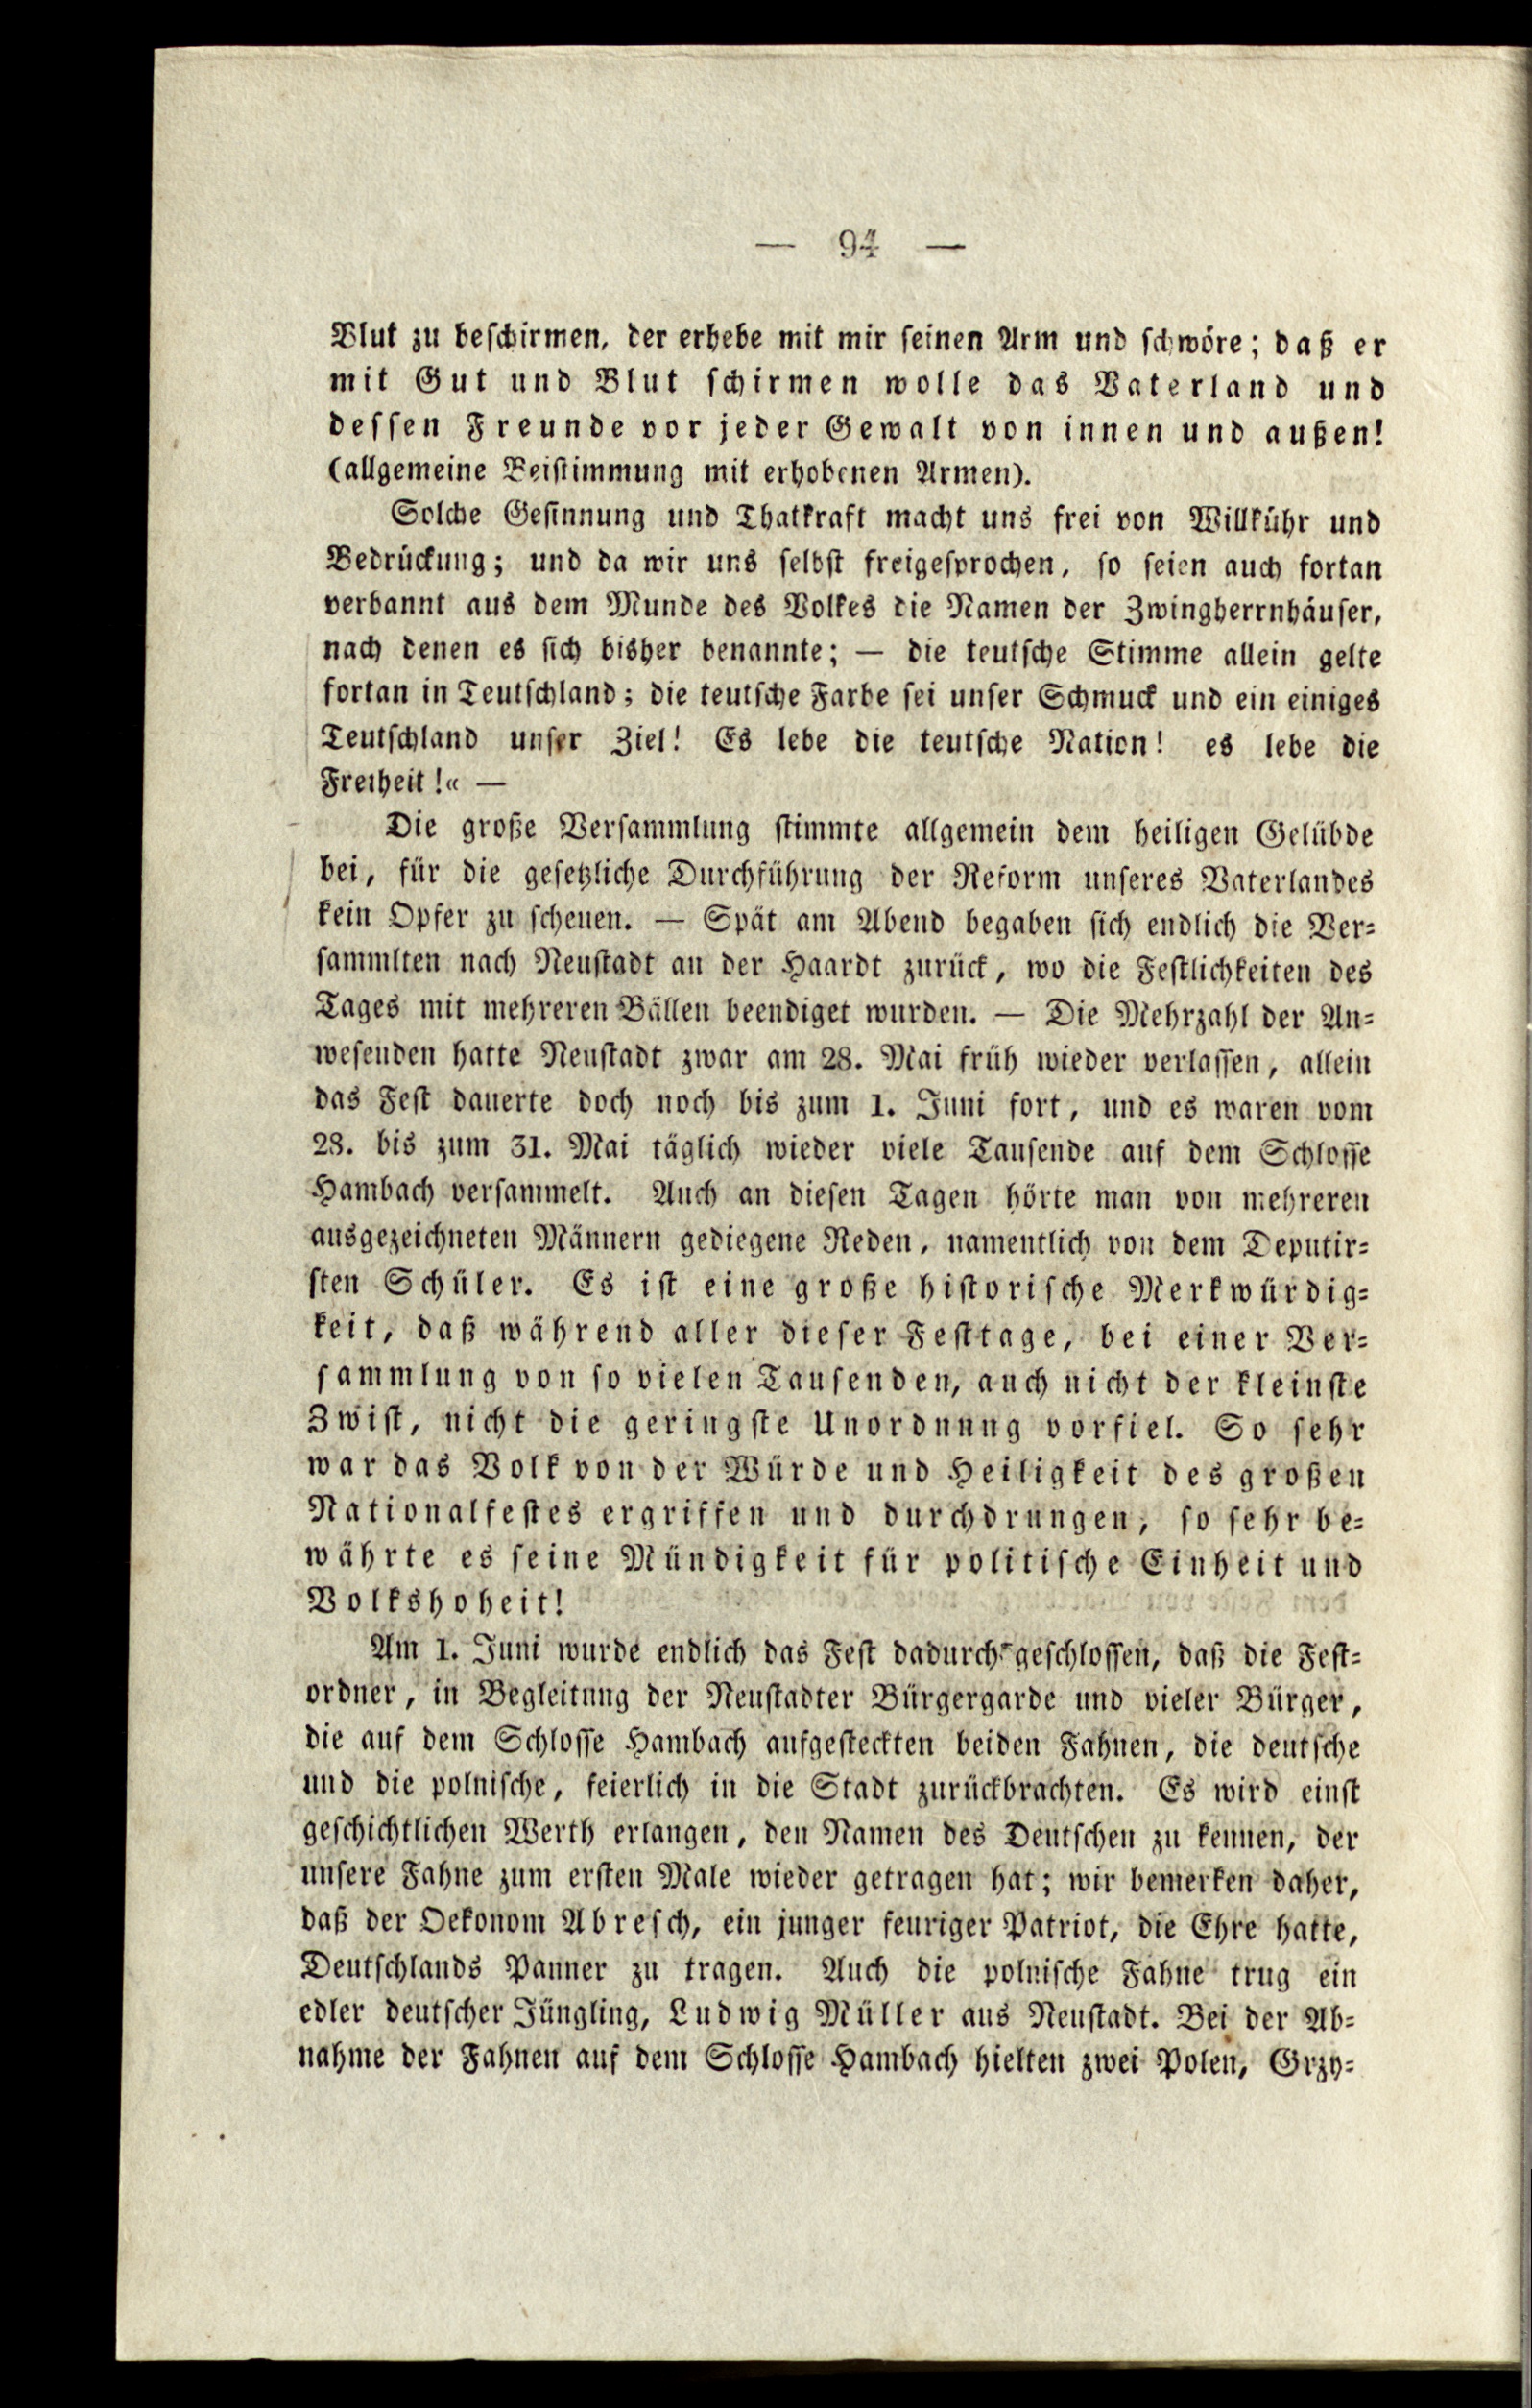 — 94 —
Blut zu beschirmen, der erhebe mit mir seinen Arm und schwöre; daß er
mit Gut und Blut schirmen wolle das Vaterland und
dessen Freunde vor jeder Gewalt von innen und außen!
(allgemeine Beistimmung mit erhobenen Armen).
Solche Gesinnung und Thatkraft macht uns frei von Willkühr und
Bedrückung; und da wir uns selbst freigesprochen, so seien auch fortan
verbannt aus dem Munde des Volkes die Namen der Zwingherrnhäuser,
nach denen es sich bisher benannte; — die teutsche Stimme allein gelte
fortan in Teutschland; die teutsche Farbe sei unser Schmuck und ein einiges
Teutschland unser Ziel! Es lebe die teutsche Nation! es lebe die
Freiheit!« —
Die große Versammlung stimmte allgemein dem heiligen Gelübde
bei, für die gesetzliche Durchführung der Reform unseres Vaterlandes
kein Opfer zu scheuen. — Spät am Abend begaben sich endlich die Ver-
sammlten nach Neustadt an der Haardt zurück, wo die Festlichkeiten des
Tages mit mehreren Bällen beendiget wurden. — Die Mehrzahl der An-
wesenden hatte Neustadt zwar am 28. Mai früh wieder verlassen, allein
das Fest dauerte doch noch bis zum 1. Juni fort, und es waren vom
28. bis zum 31. Mai täglich wieder viele Tausende auf dem Schlosse
Hambach versammelt. Auch an diesen Tagen hörte man von mehreren
ausgezeichneten Männern gediegene Reden, namentlich von dem Deputir-
sten Schüler. Es ist eine große historische Merkwürdig-
keit, daß während aller dieser Festtage, bei einer Ver-
sammlung von so vielen Tausenden, auch nicht der kleinste
Zwist, nicht die geringste Unordnung vorfiel. So sehr
war das Volk von der Würde und Heiligkeit des großen
Nationalfestes ergriffen und durchdrungen, so sehr be-
währte es seine Mündigkeit für politische Einheit und
Volkshoheit!
Am 1. Juni wurde endlich das Fest dadurch geschlossen, daß die Fest-
ordner, in Begleitung der Neustadter Bürgergarde und vieler Bürger,
die auf dem Schlosse Hambach aufgesteckten beiden Fahnen, die deutsche
und die polnische, feierlich in die Stadt zurückbrachten. Es wird einst
geschichtlichen Werth erlangen, den Namen des Deutschen zu kennen, der
unsere Fahne zum ersten Male wieder getragen hat; wir bemerken daher,
daß der Oekonom Abresch, ein junger feuriger Patriot, die Ehre hatte,
Deutschlands Panner zu tragen. Auch die polnische Fahne trug ein
edler deutscher Jüngling, Ludwig Müller aus Neustadt. Bei der Ab-
nahme der Fahnen auf dem Schlosse Hambach hielten zwei Polen, Grzy-